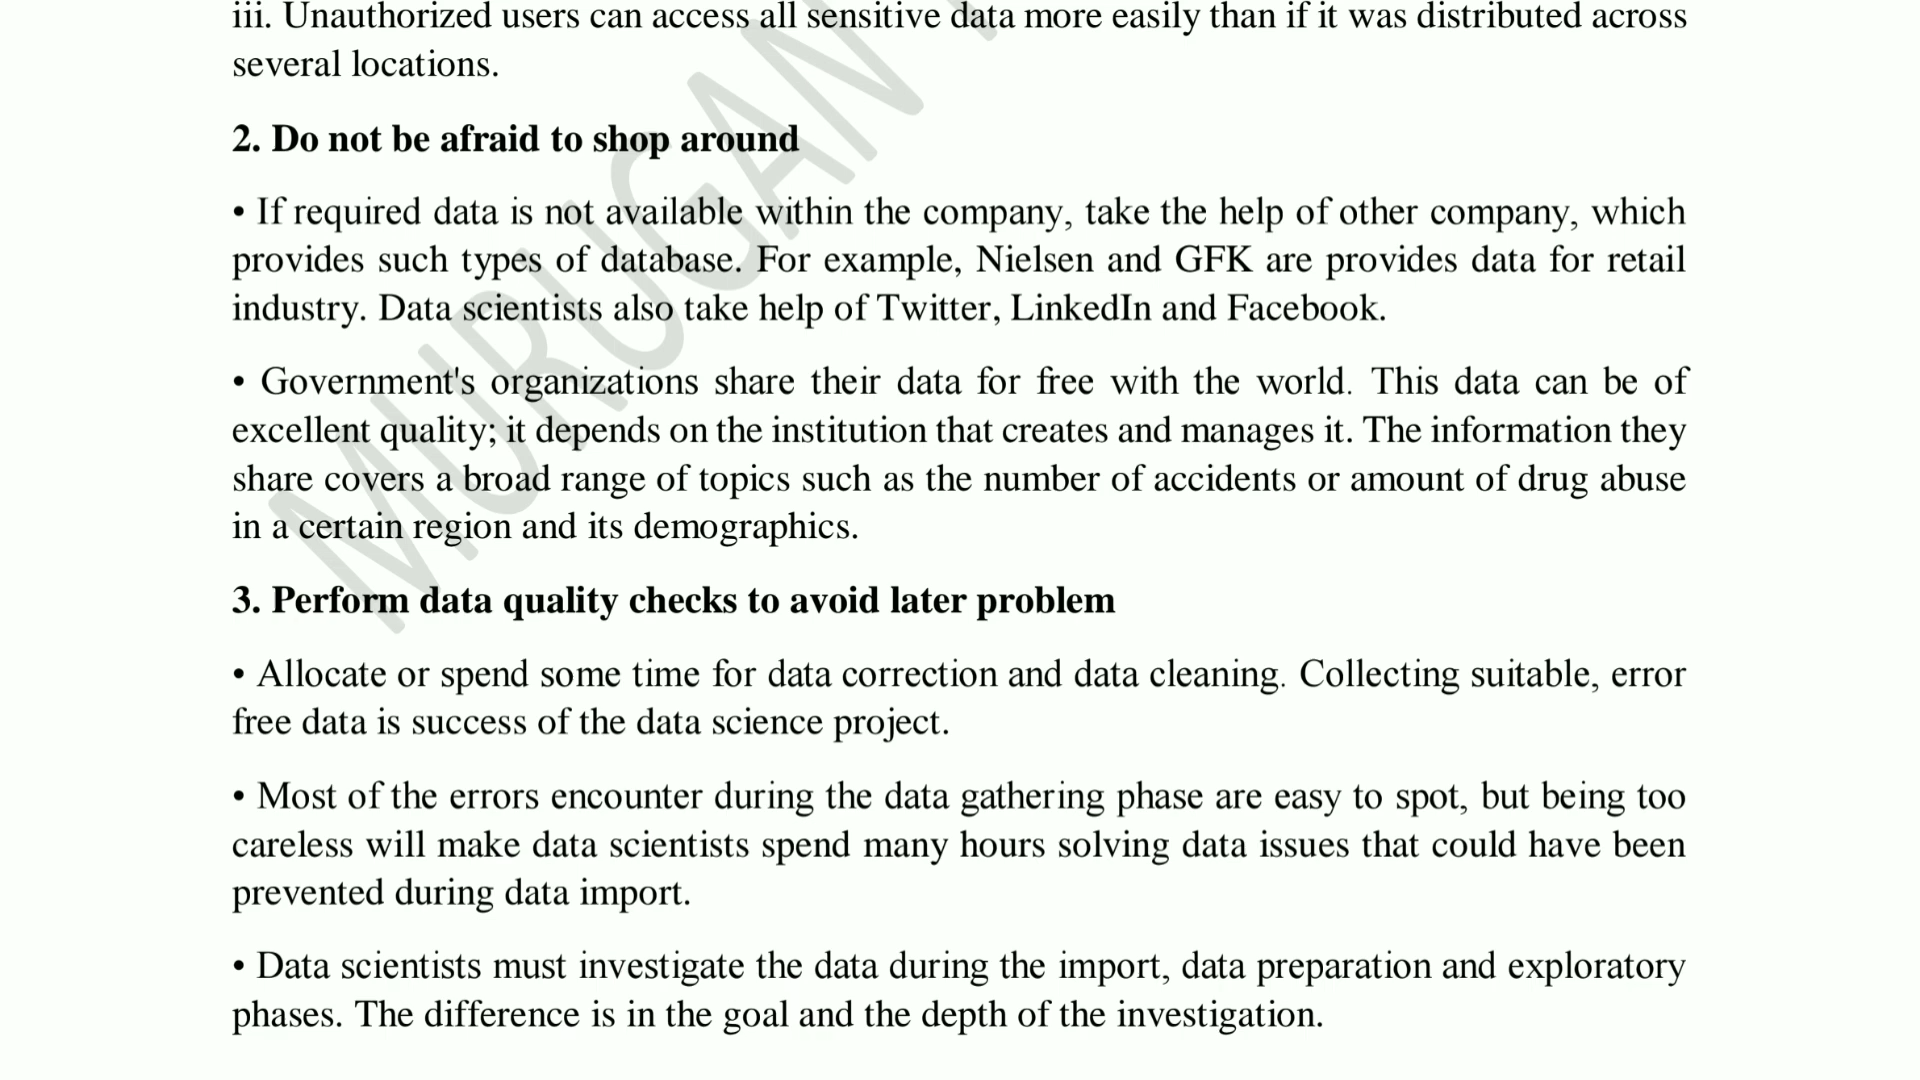 iii. Unauthorized users can access all sensitive data more easily than if it was distributed across
several locations.
2. Do not be afraid to shop around
• If required data is not available within the company, take the help of other company, which
provides such types of database. For example, Nielsen and GFK are provides data for retail
industry. Data scientists also take help of Twitter, LinkedIn and Facebook.
• Government's organizations share their data for free with the world. This data can be of
excellent quality; it depends on the institution that creates and manages it. The information they
share covers a broad range of topics such as the number of accidents or amount of drug abuse
in a certain region and its demographics.
3. Perform data quality checks to avoid later problem
• Allocate or spend some time for data correction and data cleaning. Collecting suitable, error
free data is success of the data science project.
• Most of the errors encounter during the data gathering phase are easy to spot, but being too
careless will make data scientists spend many hours solving data issues that could have been
prevented during data import.
• Data scientists must investigate the data during the import, data preparation and exploratory
phases. The difference is in the goal and the depth of the investigation.
MURUGAN